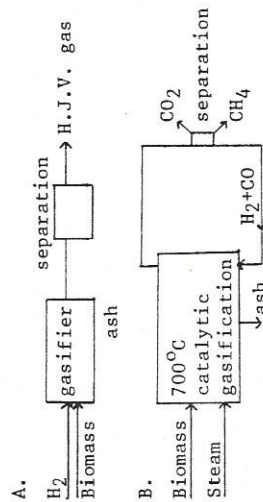 A.
H2
Biomass
gasifier
ash
separation
H.J.V. gas
B.
Biomass
Steam
700°C
catalytic
gasification
ash
H2+CO
CO2
separation
CH4